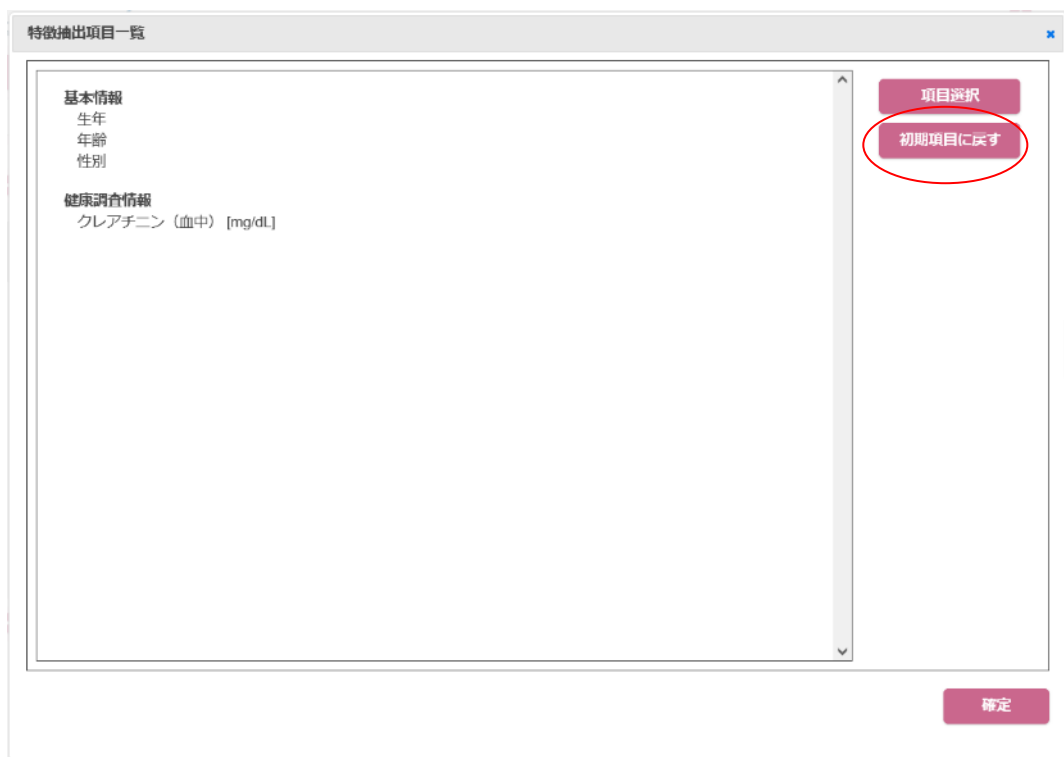 特徴抽出項目一覧
基本情報
生年
年齢
性別
健康調査情報
クレアチニン（血中） [mg/dL]
項目選択
初期項目に戻す
確定